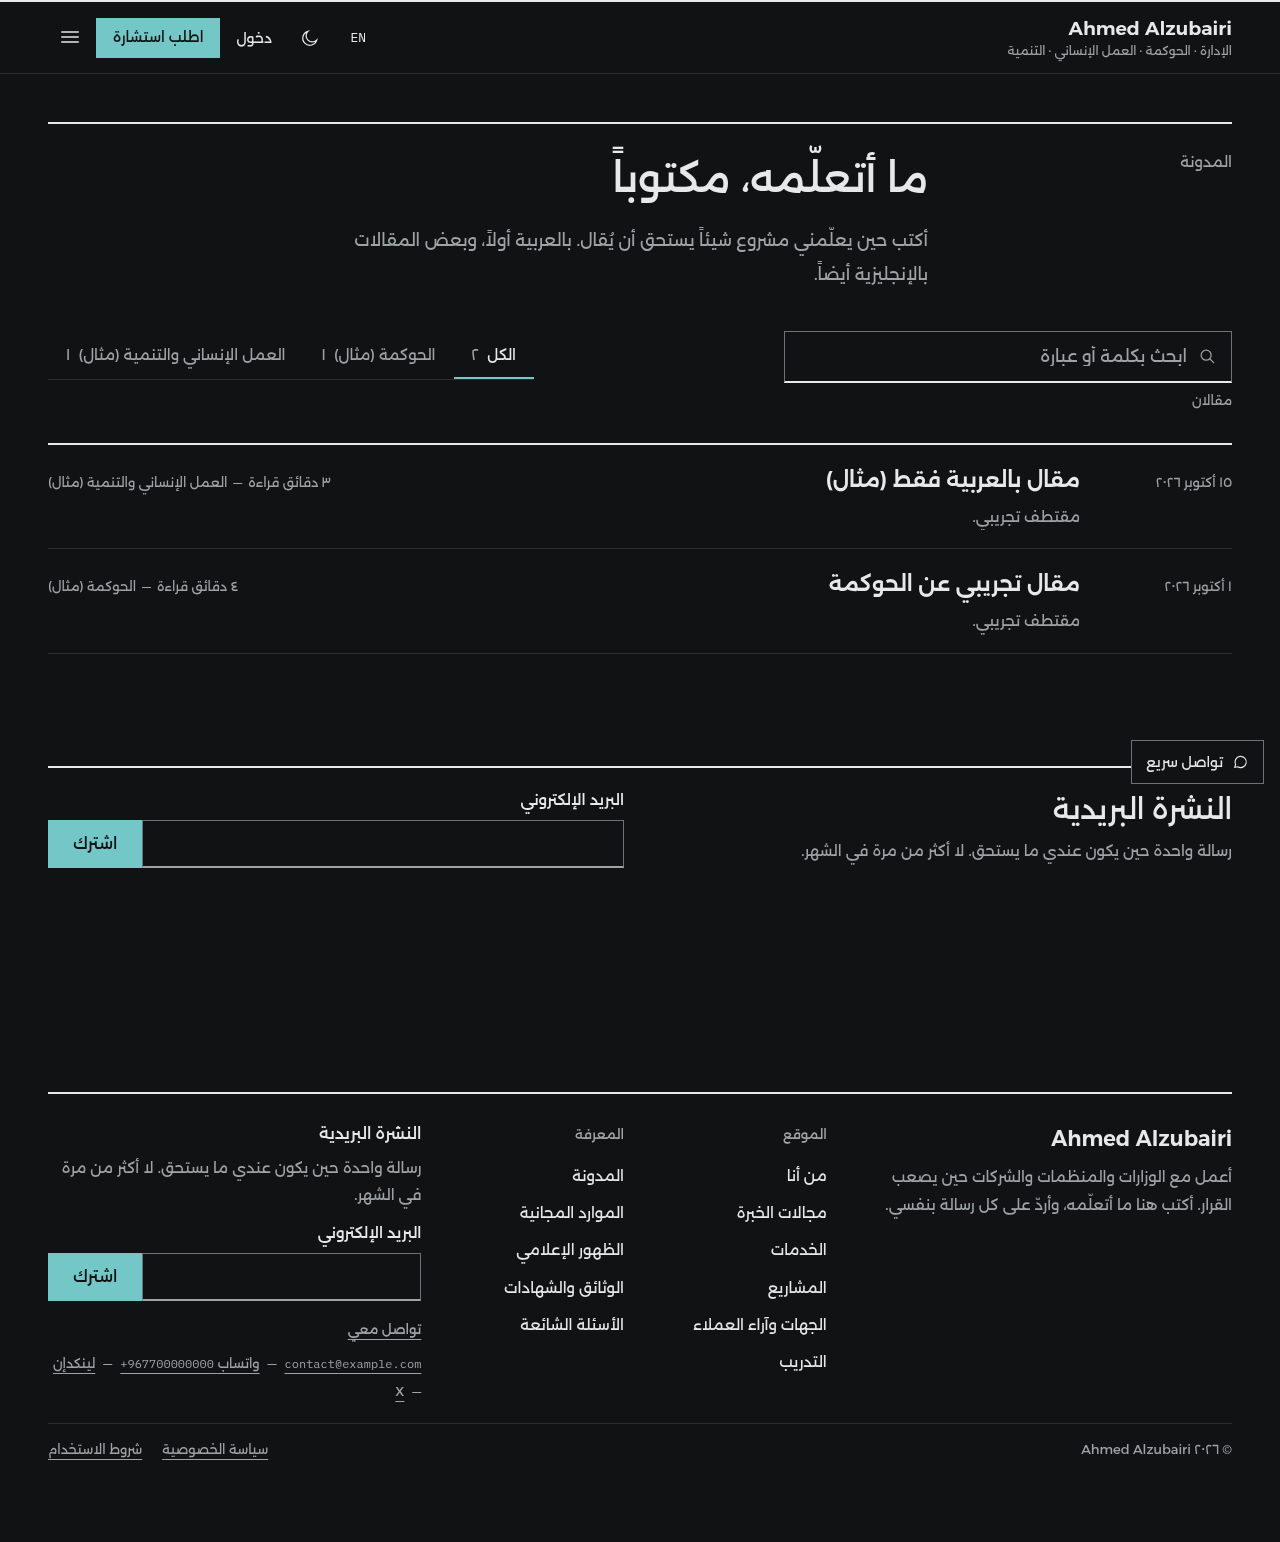 Ahmed Alzubairi
الإدارة · الحوكمة · العمل الإنساني · التنمية
EN
دخول
اطلب استشارة
المدونة
ما أتعلّمه، مكتوباً
أكتب حين يعلّمني مشروع شيئاً يستحق أن يُقال. بالعربية أولاً، وبعض المقالات
بالإنجليزية أيضاً.
ابحث بكلمة أو عبارة
الكل ٢
الحوكمة (مثال) ١
العمل الإنساني والتنمية (مثال) ١
مقالان
١٥ أكتوبر ٢٠٢٦
مقال بالعربية فقط (مثال)
٣ دقائق قراءة — العمل الإنساني والتنمية (مثال)
مقتطف تجريبي.
١ أكتوبر ٢٠٢٦
مقال تجريبي عن الحوكمة
٤ دقائق قراءة — الحوكمة (مثال)
مقتطف تجريبي.
تواصل سريع
النشرة البريدية
رسالة واحدة حين يكون عندي ما يستحق. لا أكثر من مرة في الشهر.
البريد الإلكتروني
اشترك
Ahmed Alzubairi
أعمل مع الوزارات والمنظمات والشركات حين يصعب
القرار. أكتب هنا ما أتعلّمه، وأردّ على كل رسالة بنفسي.
الموقع
من أنا
مجالات الخبرة
الخدمات
المشاريع
الجهات وآراء العملاء
التدريب
المعرفة
المدونة
الموارد المجانية
الظهور الإعلامي
الوثائق والشهادات
الأسئلة الشائعة
النشرة البريدية
رسالة واحدة حين يكون عندي ما يستحق. لا أكثر من مرة
في الشهر.
البريد الإلكتروني
اشترك
تواصل معي
contact@example.com — واتساب +967700000000 — لينكدإن
— X
© ٢٠٢٦ Ahmed Alzubairi
سياسة الخصوصية
شروط الاستخدام